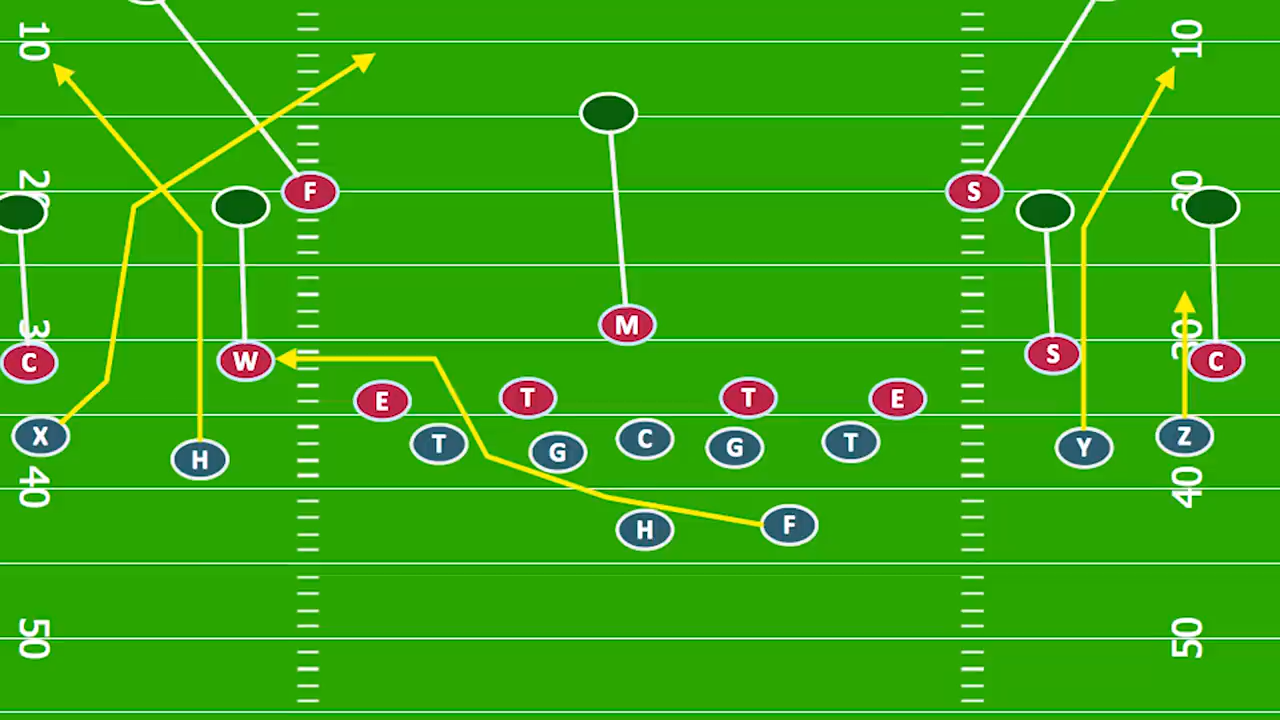 10 10
F S
20 20
M
30 30
C W S C
E T T E
X H T G C G T Y Z
40 40
H F
50 50